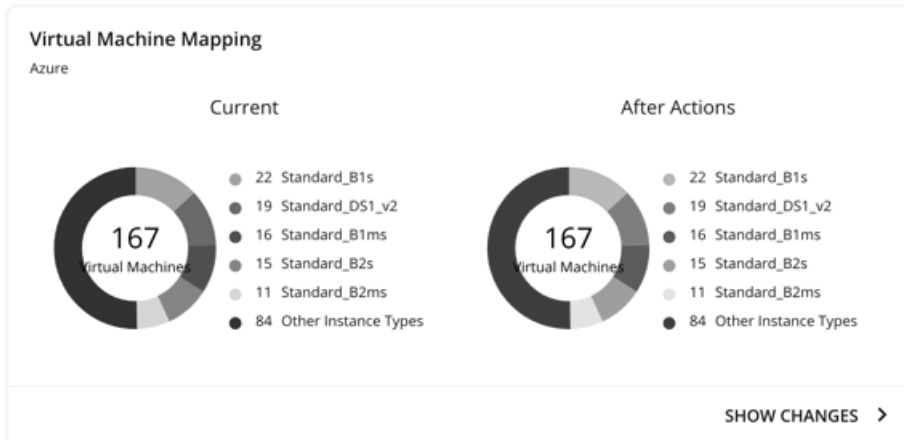 Virtual Machine Mapping
Azure
Current
167
Virtual Machines
22 Standard_B1s
19 Standard_DS1_v2
16 Standard_B1ms
15 Standard_B2s
11 Standard_B2ms
84 Other Instance Types
After Actions
167
Virtual Machines
22 Standard_B1s
19 Standard_DS1_v2
16 Standard_B1ms
15 Standard_B2s
11 Standard_B2ms
84 Other Instance Types
SHOW CHANGES >